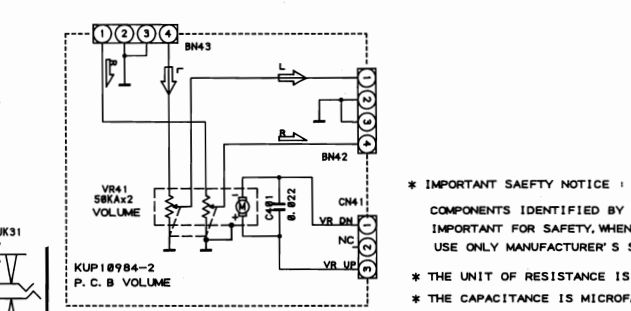 1 2 3 4
BN43
R
L
L
1
2
3
4
R
BN42
VR41
50KAx2
VOLUME
M
+
-
C401
0.022
CN41
VR DN
1
NC
2
VR UP
3
KUP10984-2
P. C. B VOLUME
JK31
* IMPORTANT SAEFTY NOTICE :
COMPONENTS IDENTIFIED BY
IMPORTANT FOR SAFETY, WHEN
USE ONLY MANUFACTURER'S S
* THE UNIT OF RESISTANCE IS
* THE CAPACITANCE IS MICROFA